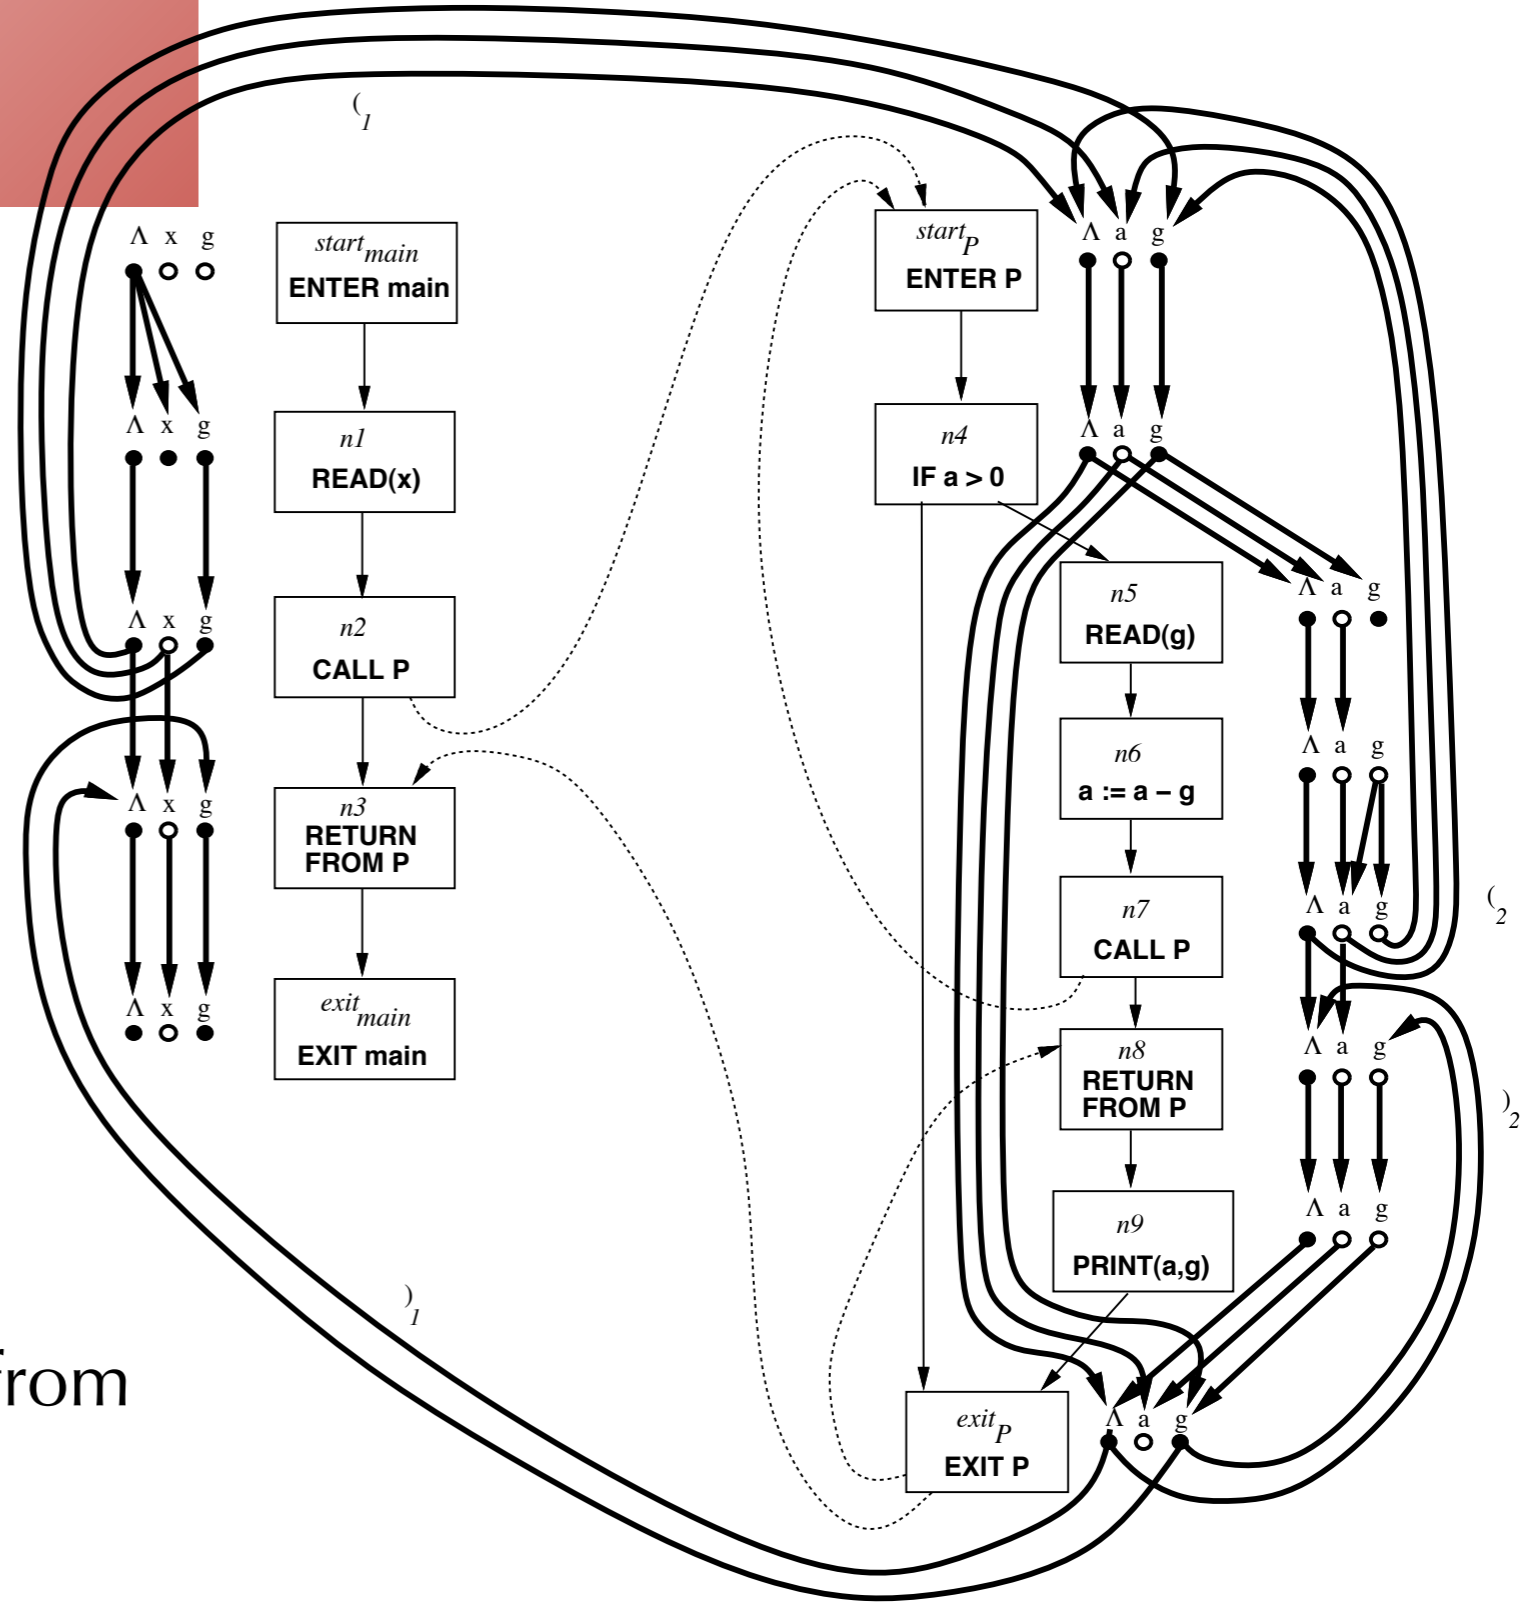 (1
Λ x g
start main
ENTER main
start P
ENTER P
Λ a g
Λ x g
n1
READ(x)
n4
IF a > 0
Λ a g
Λ x g
n2
CALL P
n5
READ(g)
Λ a g
n6
a := a – g
Λ a g
Λ x g
n3
RETURN
FROM P
n7
CALL P
Λ a g
(2
Λ x g
exit main
EXIT main
n8
RETURN
FROM P
Λ a g
)2
n9
PRINT(a,g)
Λ a g
)1
from
exit P
EXIT P
Λ a g